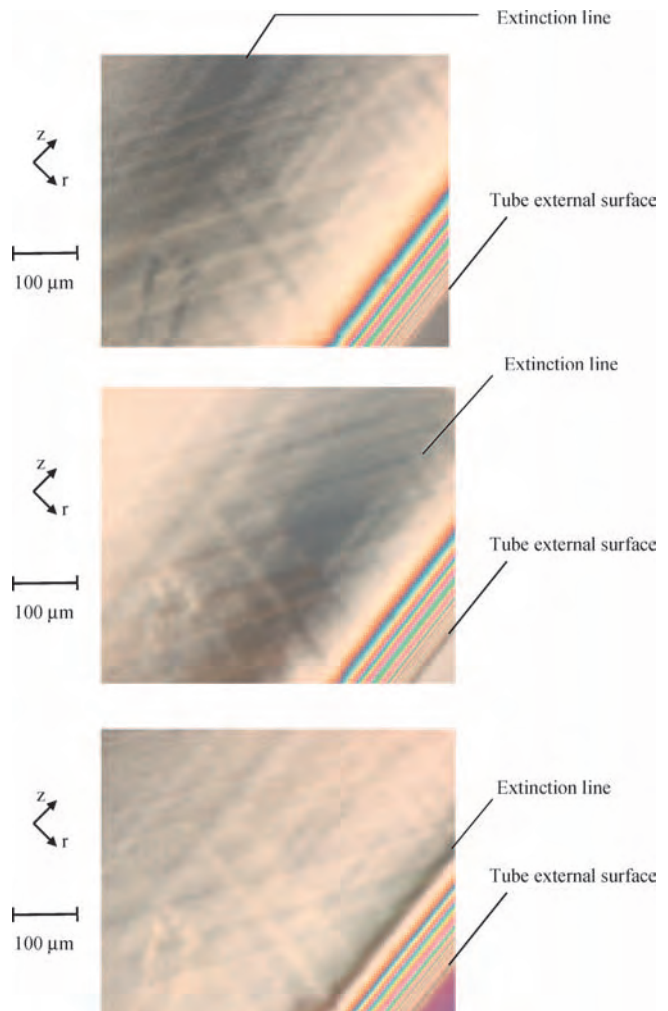 Extinction line
z
r
Tube external surface
100 µm
Extinction line
z
r
Tube external surface
100 µm
Extinction line
z
r
Tube external surface
100 µm